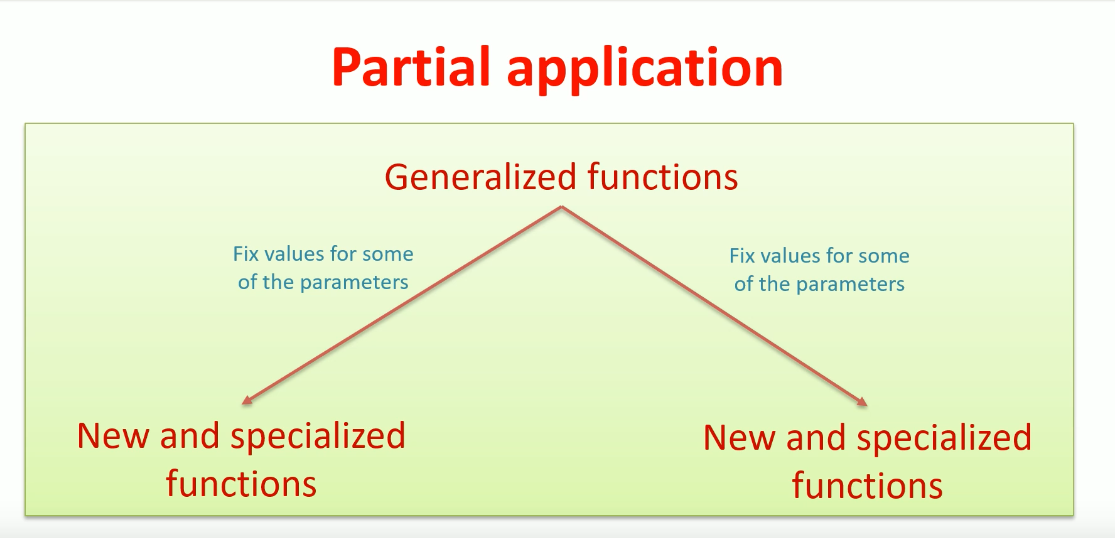 Partial application
Generalized functions
Fix values for some
of the parameters
Fix values for some
of the parameters
New and specialized
functions
New and specialized
functions